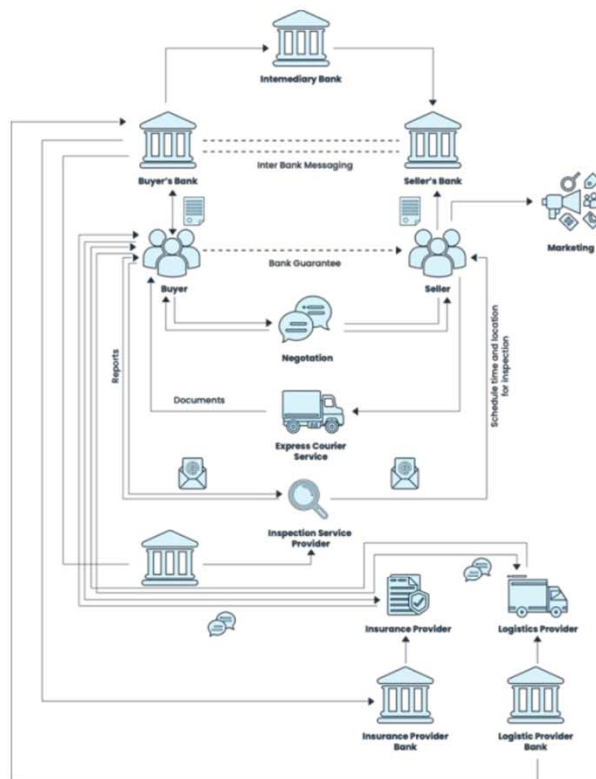 Intemediary Bank
Inter Bank Messaging
Buyer's Bank
Seller's Bank
Marketing
Bank Guarantee
Buyer
Seller
Negotation
Reports
Schedule time and location
for inspection
Documents
Express Courier
Service
Inspection Service
Provider
Insurance Provider
Logistics Provider
Insurance Provider
Bank
Logistic Provider
Bank